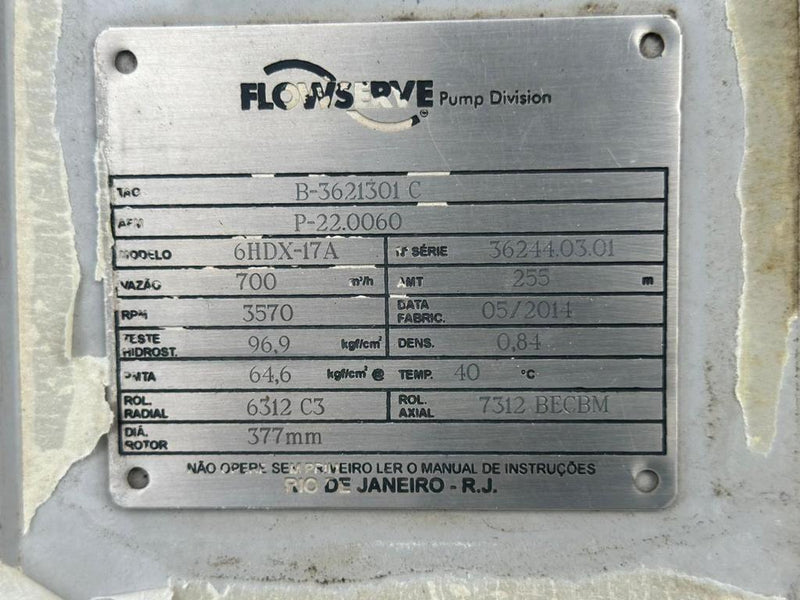 FLOWSERVE Pump Division
TAG B-3621301 C
AFM P-22.0060
MODELO 6HDX-17A Nº SÉRIE 36244.03.01
VAZÃO 700 m³/h AMT 255 m
RPM 3570 DATA FABRIC. 05/2014
TESTE HIDROST. 96,9 kgf/cm² DENS. 0,84
PMTA 64,6 kgf/cm² @ TEMP. 40 °C
ROL. RADIAL 6312 C3 ROL. AXIAL 7312 BECBM
DIÂ. ROTOR 377mm
NÃO OPERE SEM PRIMEIRO LER O MANUAL DE INSTRUÇÕES
RIO DE JANEIRO - R.J.